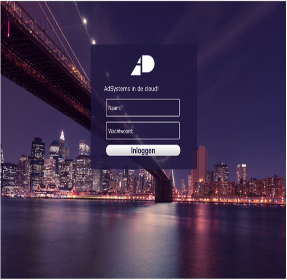 AdSystems in de cloud!
Naam:
Wachtwoord:
Inloggen